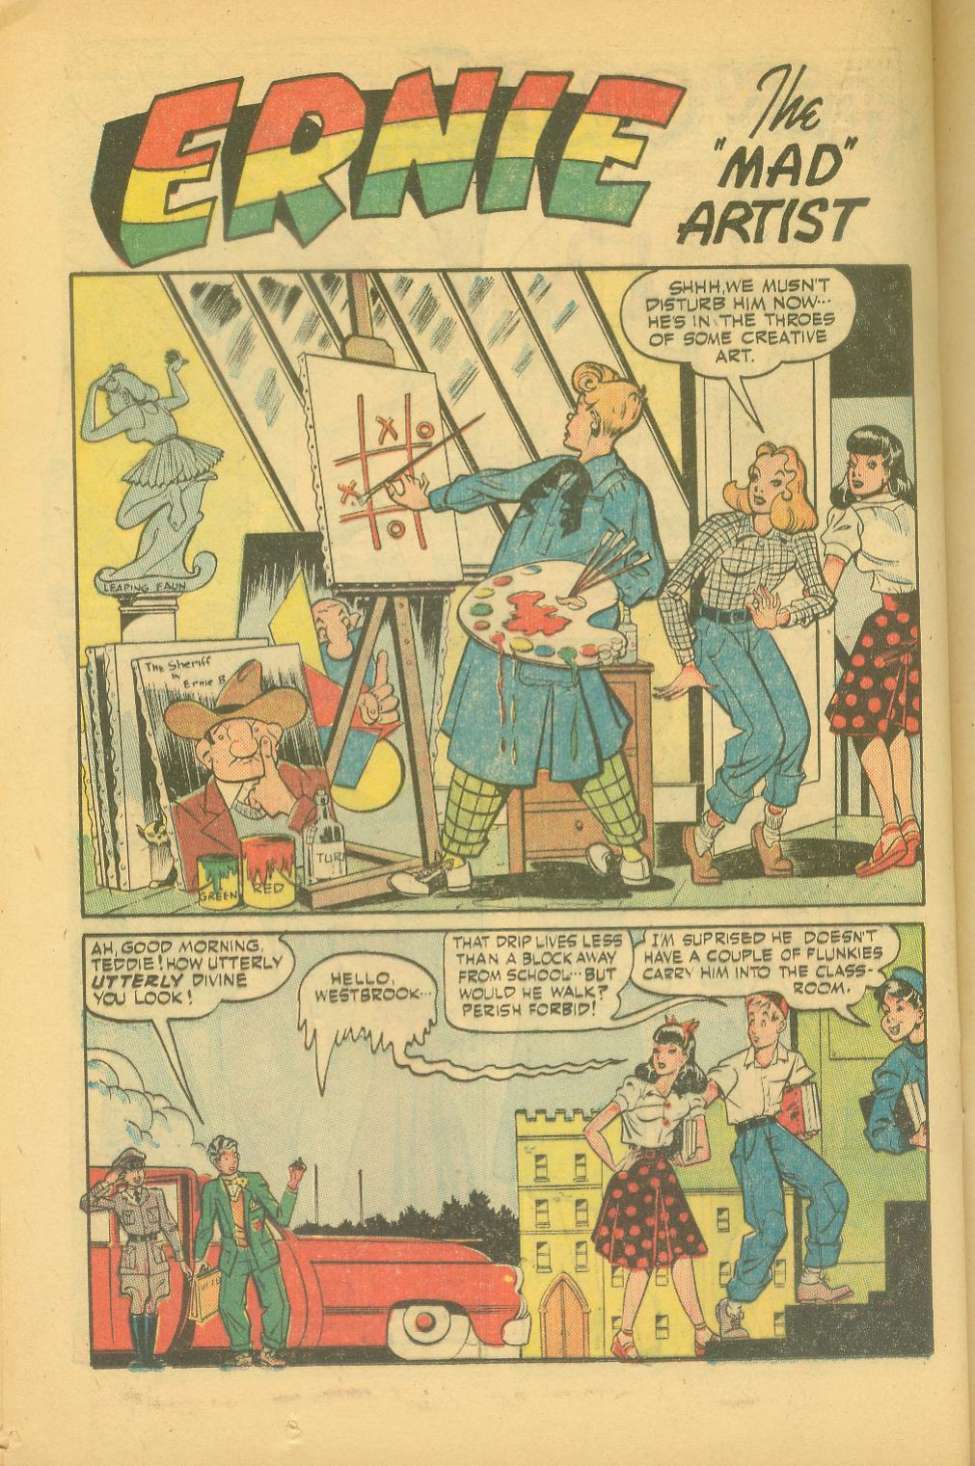 ERNIE
The
"MAD"
ARTIST
SHHH, WE MUSN'T
DISTURB HIM NOW...
HE'S IN THE THROES
OF SOME CREATIVE
ART.
X O
X
O
LEAPING FAUN
The Sheriff
by
Ernie B.
GREEN
RED
TUR
AH, GOOD MORNING,
TEDDIE! HOW UTTERLY
UTTERLY DIVINE
YOU LOOK!
HELLO,
WESTBROOK...
THAT DRIP LIVES LESS
THAN A BLOCK AWAY
FROM SCHOOL...BUT
WOULD HE WALK?
PERISH FORBID!
I'M SUPRISED HE DOESN'T
HAVE A COUPLE OF FLUNKIES
CARRY HIM INTO THE CLASS-
ROOM.